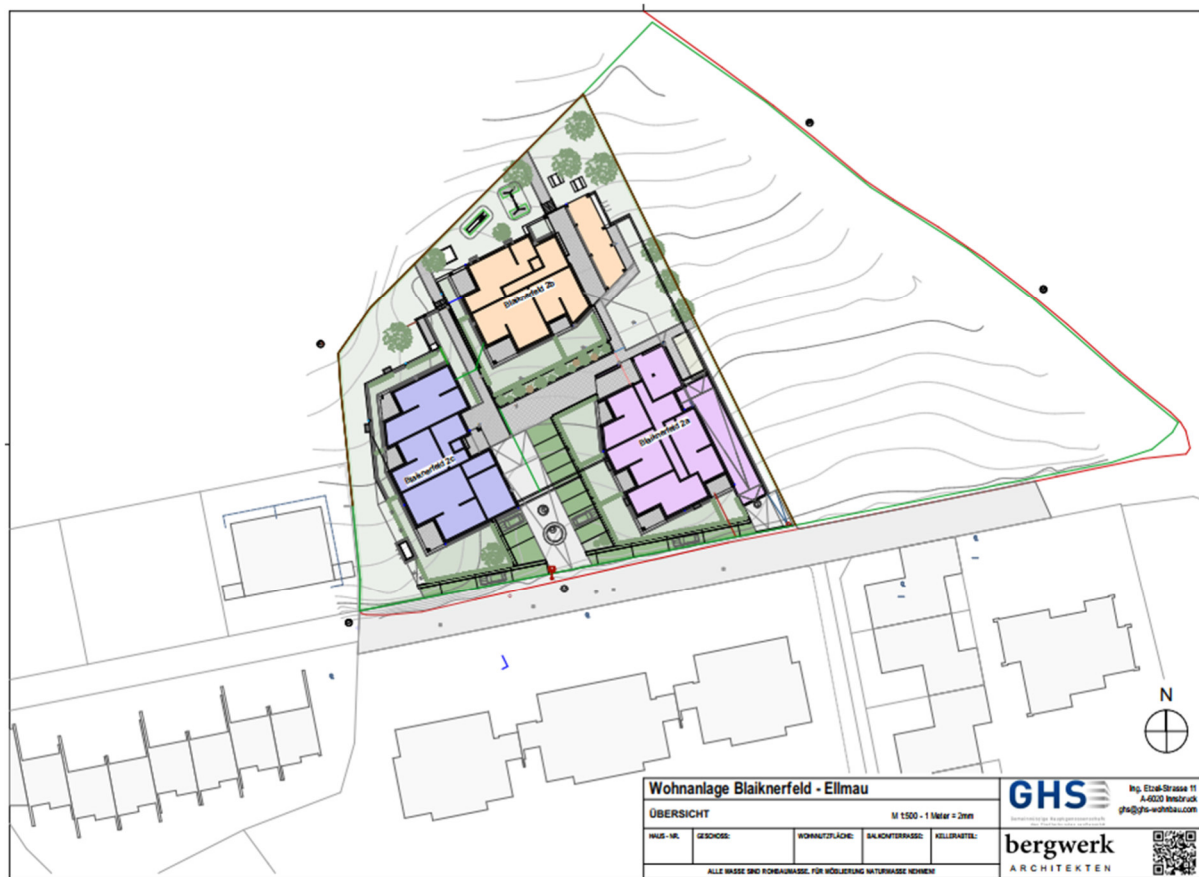 Blaiknerfeld 2b
Blaiknerfeld 2a
Blaiknerfeld 2c
N
Wohnanlage Blaiknerfeld - Ellmau
ÜBERSICHT
M 1:500 - 1 Meter = 2mm
HAUS - NR.
GESCHOSS:
WOHNNUTZFLÄCHE:
BALKON/TERRASSE:
KELLERABTEIL:
ALLE MASSE SIND ROHBAUMASSE, FÜR MÖBLIERUNG NATURMASSE NEHMEN!
GHS
Ing. Etzel-Strasse 11
A-6020 Innsbruck
ghs@ghs-wohnbau.com
bergwerk
ARCHITEKTEN